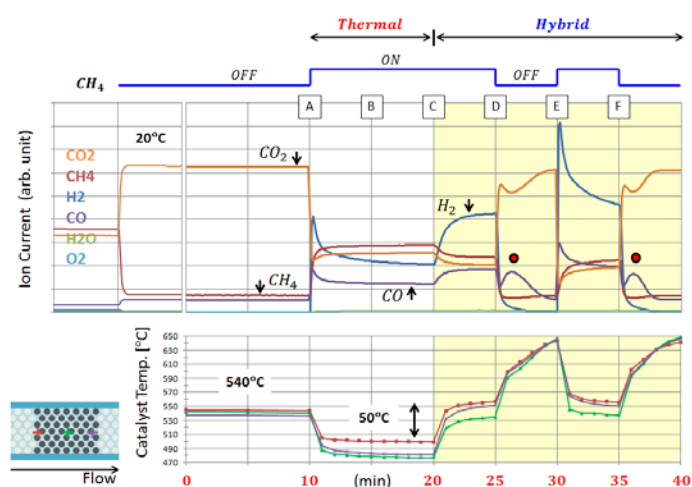 Thermal Hybrid
CH4 OFF ON OFF
A B C D E F
20°C
CO2
CH4
H2
CO
H2O
O2
Ion Current (arb. unit)
CO2
H2
CH4
CO
Catalyst Temp. [°C]
650
630
610
590
570
550
530
510
490
470
540°C
50°C
Flow
0 10 (min) 20 25 30 35 40